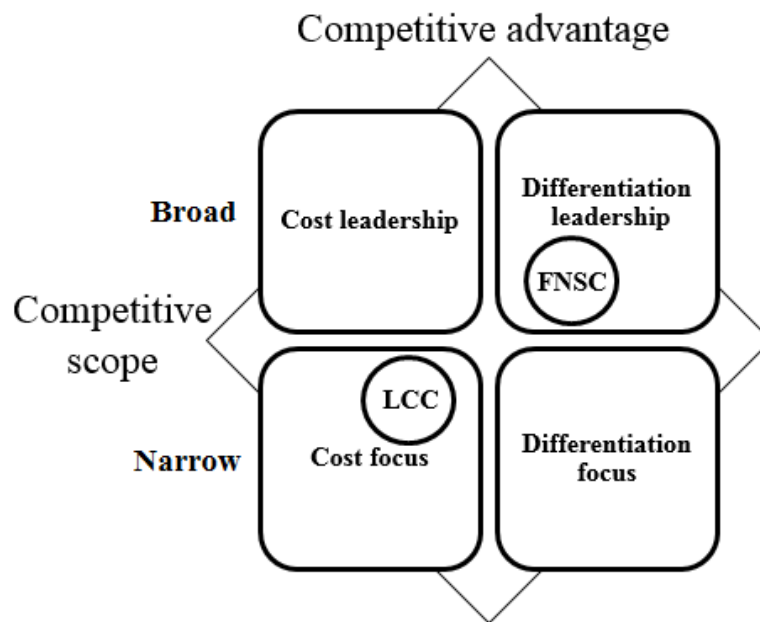 Competitive advantage
Broad
Cost leadership
Differentiation
leadership
FNSC
Competitive
scope
LCC
Narrow
Cost focus
Differentiation
focus